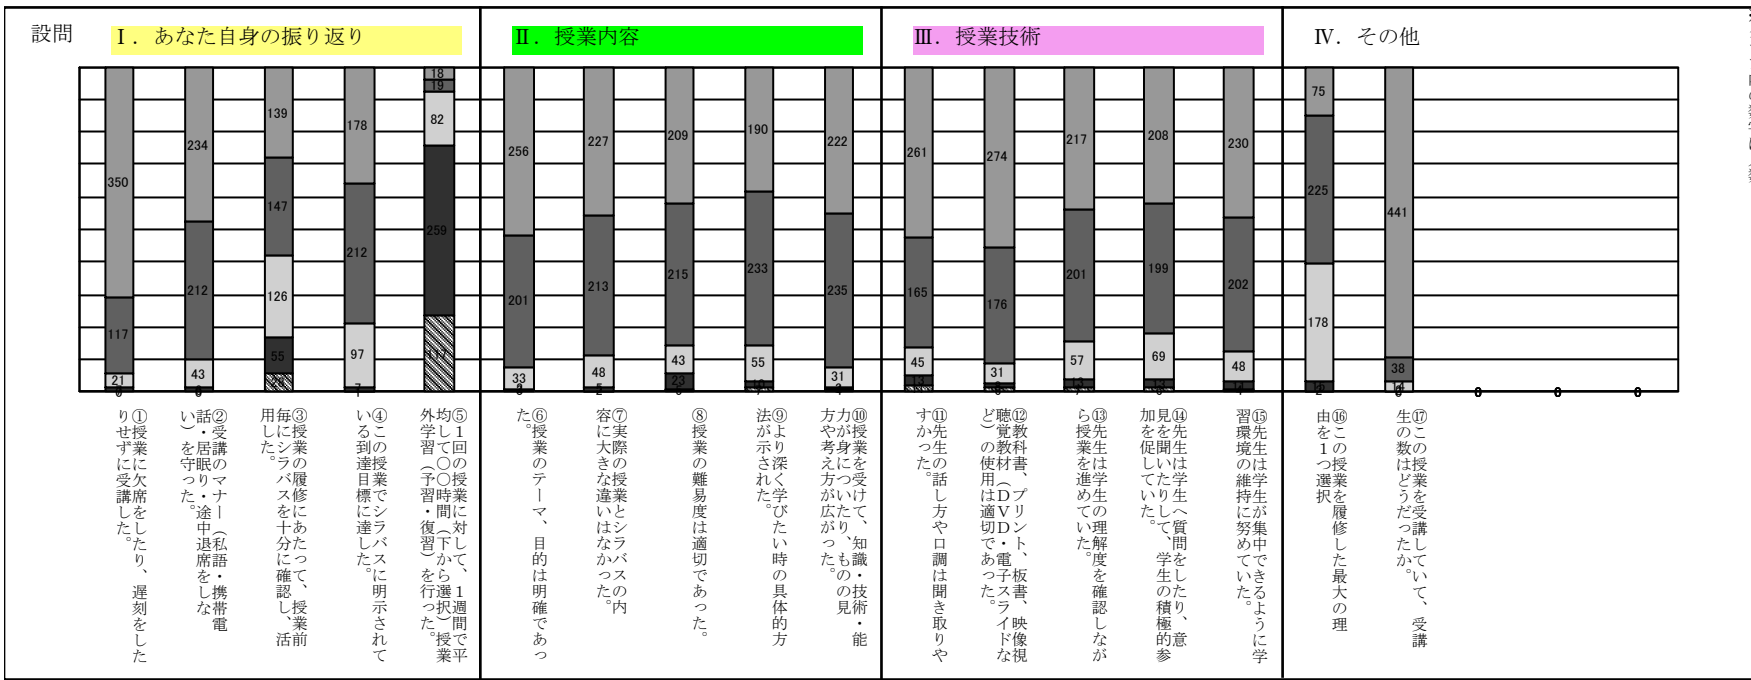 設問
Ⅰ．あなた自身の振り返り
Ⅱ．授業内容
Ⅲ．授業技術
Ⅳ．その他
350
117
21
234
212
43
139
147
126
55
178
212
97
18
19
82
259
117
256
201
33
227
213
48
209
215
43
23
190
233
55
222
235
31
261
165
45
13
274
176
31
217
201
57
13
208
199
69
13
230
202
48
75
225
178
441
38
0
0
0
①授業に欠席をしたり、遅刻をした
りせずに受講した。
②受講のマナー（私語・携帯電
話・居眠り・途中退席をしな
い）を守った。
③授業の履修にあたって、授業前
毎にシラバスを十分に確認し、活
用した。
④この授業でシラバスに明示されて
いる到達目標に達した。
⑤１回の授業に対して、１週間で平
均して〇〇時間（下から選択）授業
外学習（予習・復習）を行った。
⑥授業のテーマ、目的は明確であっ
た。
⑦実際の授業とシラバスの内
容に大きな違いはなかった。
⑧授業の難易度は適切であった。
⑨より深く学びたい時の具体的方
法が示された。
⑩授業を受けて、知識・技術・能
力が身についたり、ものの見
方や考え方が広がった。
⑪先生の話し方や口調は聞き取りや
すかった。
⑫教科書、プリント、板書、映像視
聴覚教材（ＤＶＤ・電子スライドな
ど）の使用は適切であった。
⑬先生は学生の理解度を確認しなが
ら授業を進めていた。
⑭先生は学生へ質問をしたり、意
見を聞いたりして、学生の積極的参
加を促していた。
⑮先生は学生が集中できるように学
習環境の維持に努めていた。
⑯この授業を履修した最大の理
由を１つ選択
⑰この授業を受講していて、受講
生の数はどうだったか。